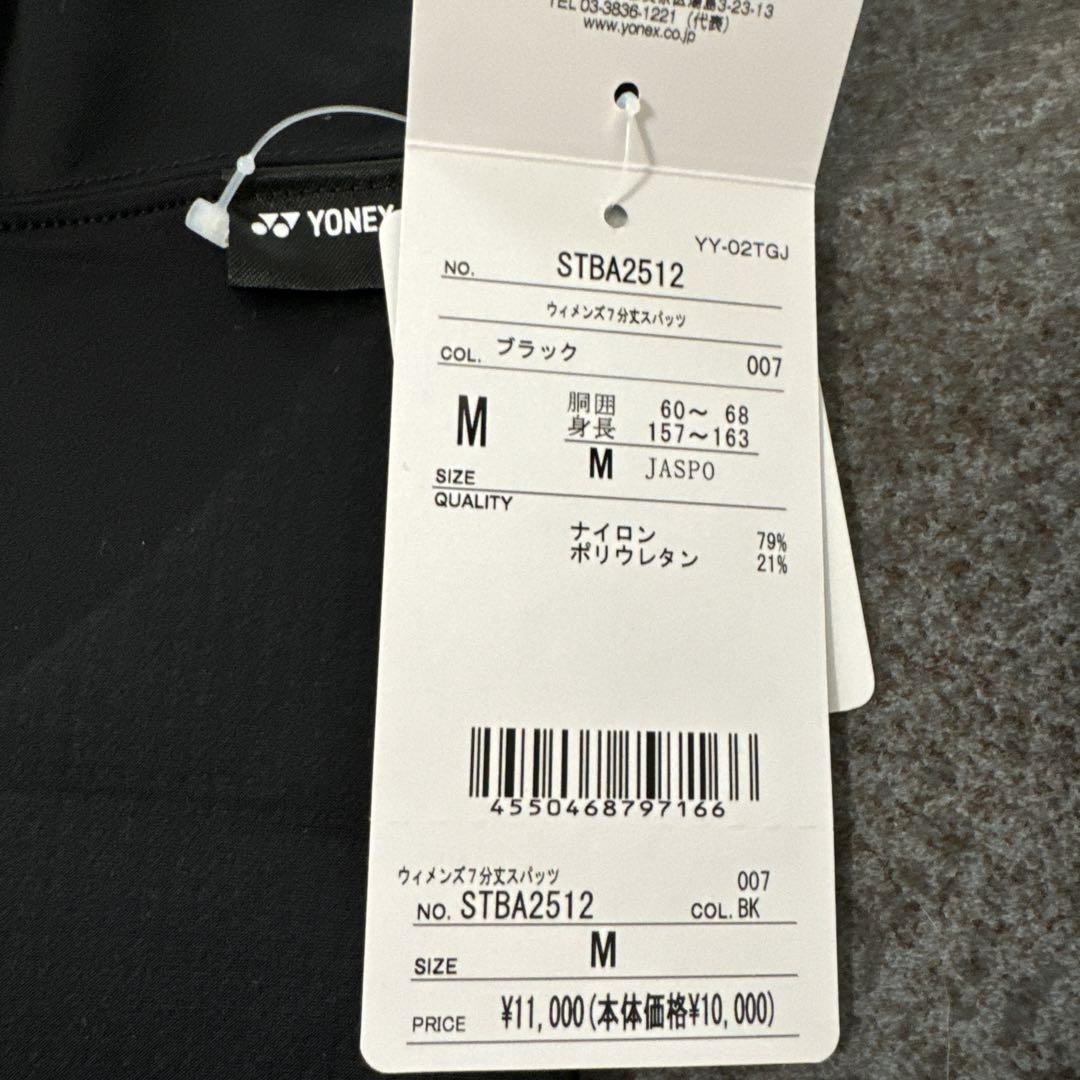 3-23-13
TEL 03-3836-1221 (代表)
www.yonex.co.jp
YONEX
YY-02TGJ
NO. STBA2512
ウィメンズ7分丈スパッツ
COL. ブラック 007
M
胴囲 60〜 68
身長 157〜163
SIZE M JASPO
QUALITY
ナイロン 79%
ポリウレタン 21%
4550468797166
ウィメンズ7分丈スパッツ 007
NO. STBA2512 COL. BK
SIZE M
PRICE ¥11,000(本体価格¥10,000)